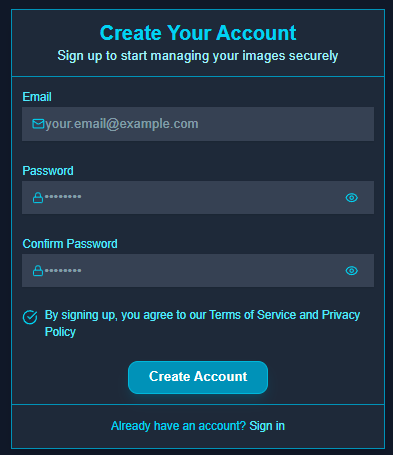 Create Your Account
Sign up to start managing your images securely
Email
your.email@example.com
Password
••••••••
Confirm Password
••••••••
By signing up, you agree to our Terms of Service and Privacy
Policy
Create Account
Already have an account? Sign in